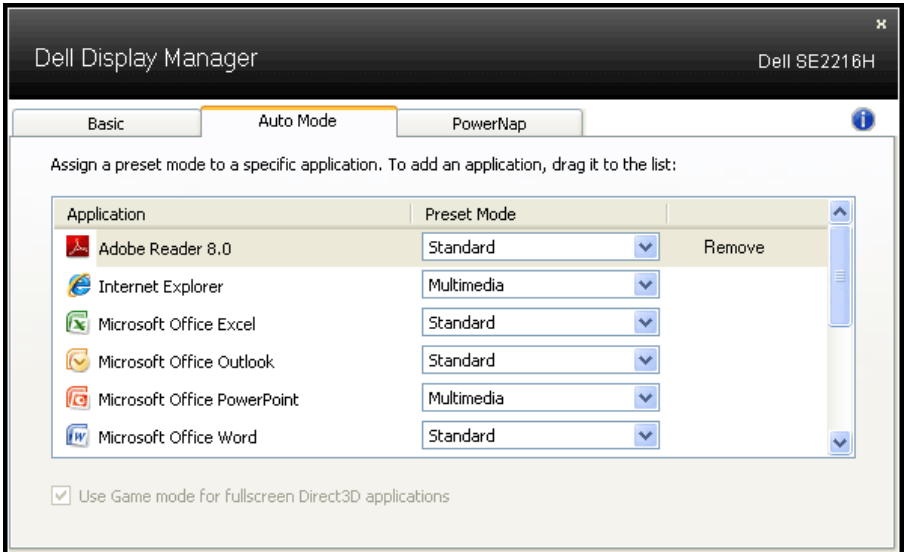 x
Dell Display Manager
Dell SE2216H
Basic Auto Mode PowerNap
Assign a preset mode to a specific application. To add an application, drag it to the list:
Application Preset Mode
Adobe Reader 8.0 Standard Remove
Internet Explorer Multimedia
Microsoft Office Excel Standard
Microsoft Office Outlook Standard
Microsoft Office PowerPoint Multimedia
Microsoft Office Word Standard
Use Game mode for fullscreen Direct3D applications